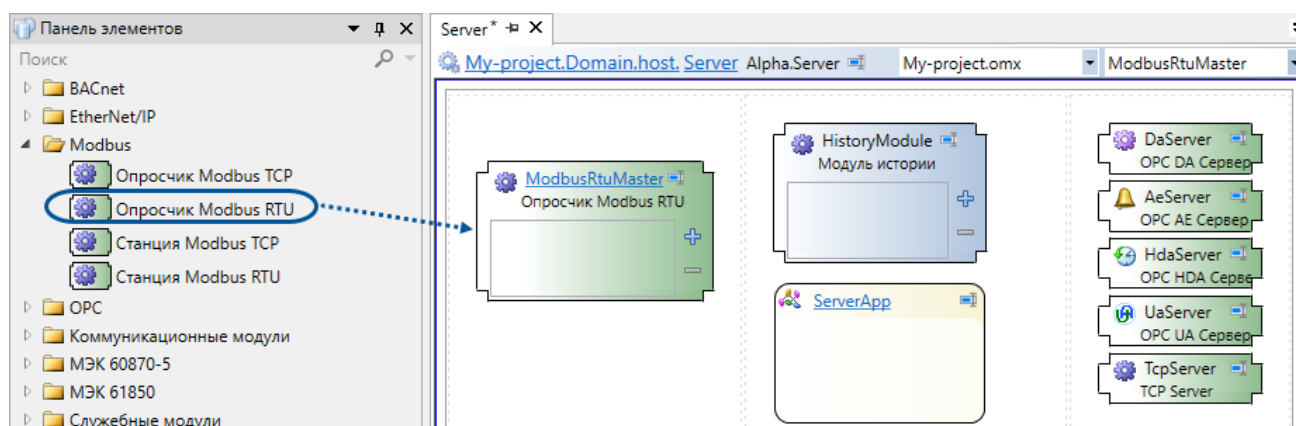 Панель элементов
Поиск
BACnet
EtherNet/IP
Modbus
Опросчик Modbus TCP
Опросчик Modbus RTU
Станция Modbus TCP
Станция Modbus RTU
OPC
Коммуникационные модули
МЭК 60870-5
МЭК 61850
Служебные модули
Server*
My-project.Domain.host. Server Alpha.Server My-project.omx ModbusRtuMaster
ModbusRtuMaster
Опросчик Modbus RTU
HistoryModule
Модуль истории
ServerApp
DaServer
OPC DA Сервер
AeServer
OPC AE Сервер
HdaServer
OPC HDA Серве
UaServer
OPC UA Сервер
TcpServer
TCP Server